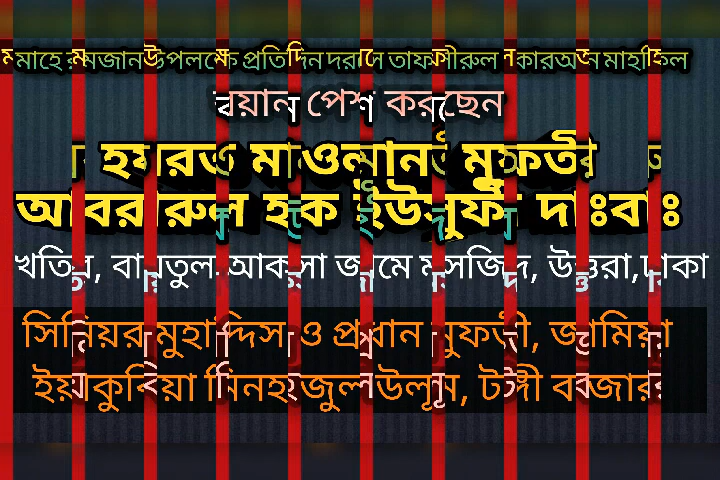 মাহে রমজান উপলক্ষে প্রতিদিন দরসে তাফসীরুল কোরআন মাহফিল
বয়ান পেশ করছেন
হযরত মাওলানা মুফতী
আবরারুল হক ইউসুফী দাঃবাঃ
খতিব, বায়তুল আকসা জামে মসজিদ, উত্তরা,ঢাকা
সিনিয়র মুহাদ্দিস ও প্রধান মুফতী, জামিয়া
ইয়াকুবিয়া মিনহাজুল উলূম, টঙ্গী বাজার